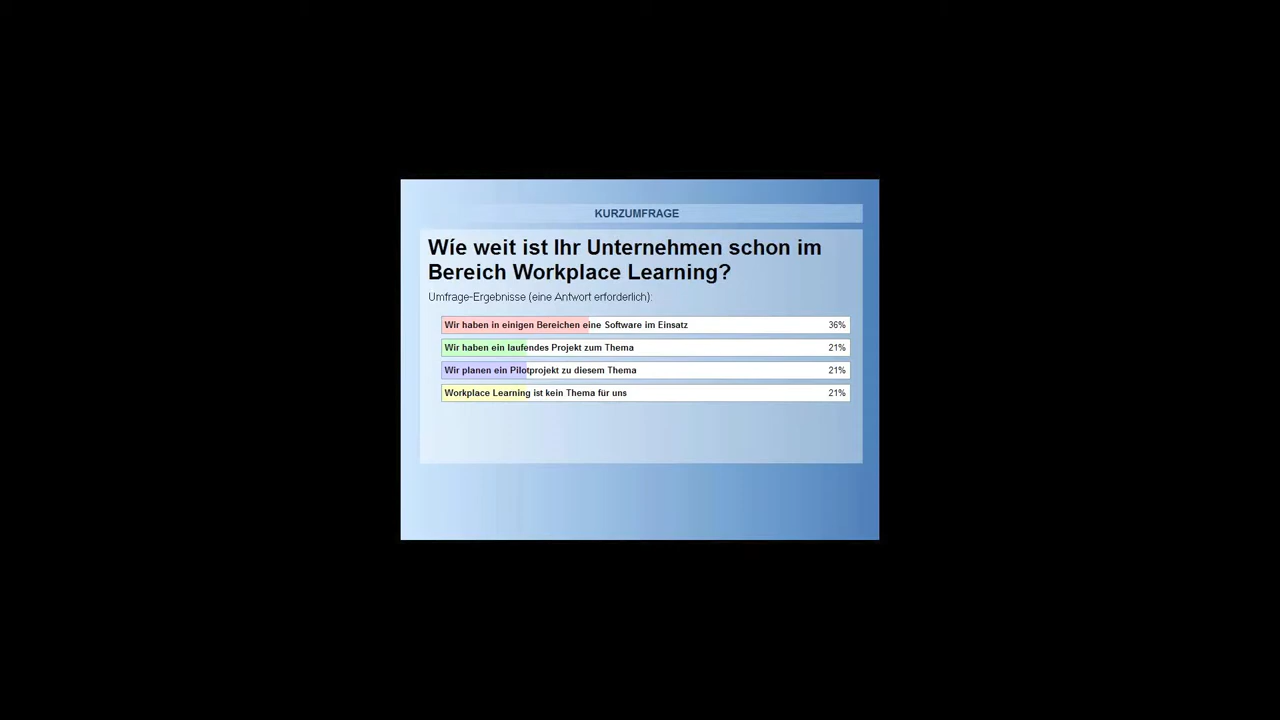 KURZUMFRAGE
Wíe weit ist Ihr Unternehmen schon im
Bereich Workplace Learning?
Umfrage-Ergebnisse (eine Antwort erforderlich):
Wir haben in einigen Bereichen eine Software im Einsatz 36%
Wir haben ein laufendes Projekt zum Thema 21%
Wir planen ein Pilotprojekt zu diesem Thema 21%
Workplace Learning ist kein Thema für uns 21%